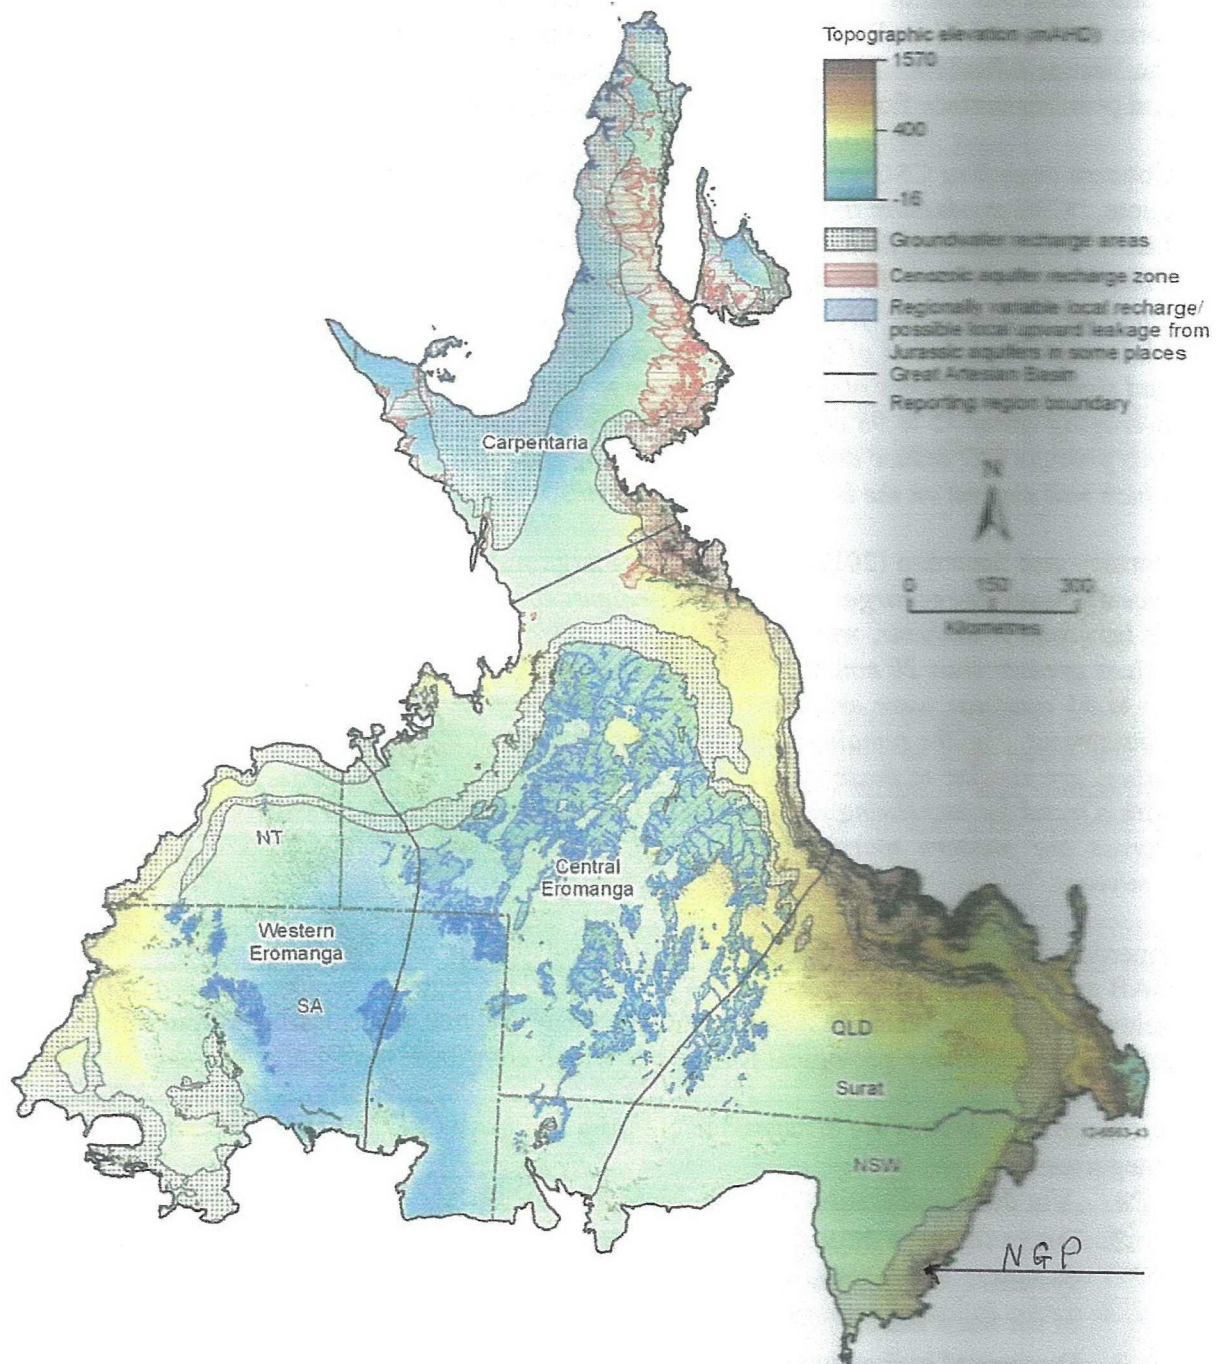 Topographic elevation (mAHD)
1570
400
-16
Groundwater recharge areas
Cenozoic aquifer recharge zone
Regionally variable local recharge/
possible local upward leakage from
Jurassic aquifers in some places
Great Artesian Basin
Reporting region boundary
N
0 150 300
Kilometres
Carpentaria
NT
Central
Eromanga
Western
Eromanga
SA
QLD
Surat
NSW
NGP